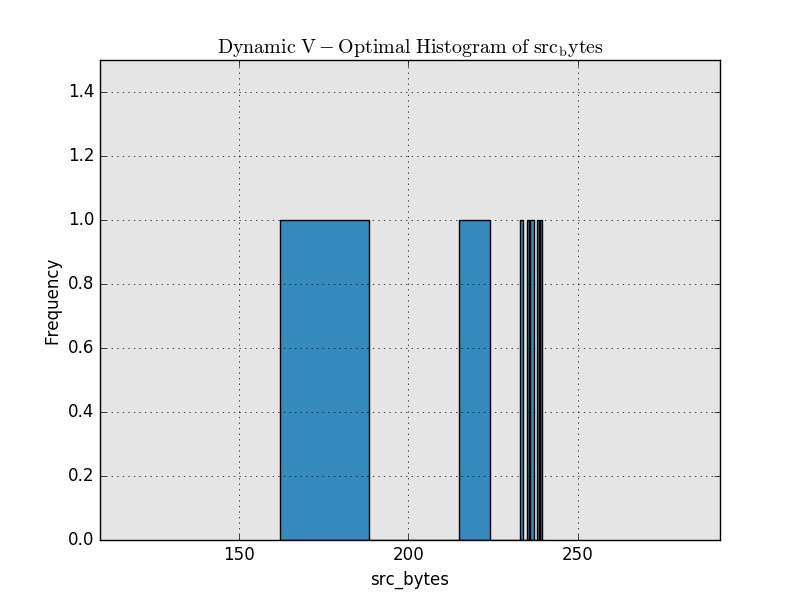 Dynamic V − Optimal Histogram of src_bytes
1.4
1.2
1.0
0.8
0.6
0.4
0.2
0.0
Frequency
150 200 250
src_bytes